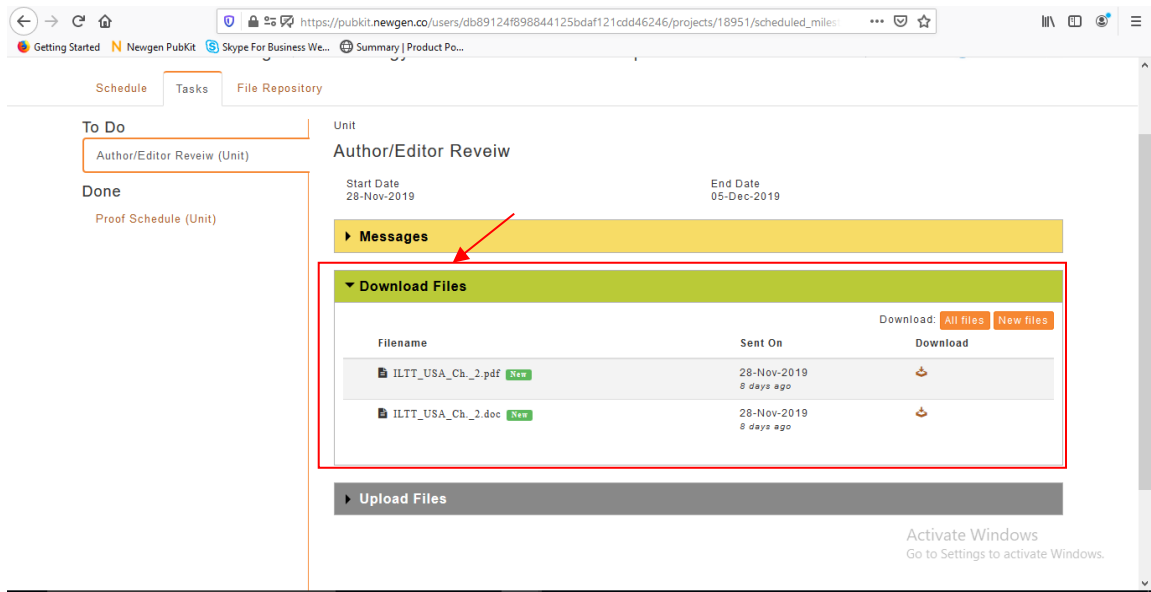 https://pubkit.newgen.co/users/db89124f898844125bdaf121cdd46246/projects/18951/scheduled_miles
Getting Started Newgen PubKit Skype For Business We... Summary | Product Po...
Schedule Tasks File Repository
To Do
Author/Editor Reveiw (Unit)
Done
Proof Schedule (Unit)
Unit
Author/Editor Reveiw
Start Date End Date
28-Nov-2019 05-Dec-2019
Messages
Download Files
Download: All files New files
Filename Sent On Download
ILTT_USA_Ch._2.pdf New 28-Nov-2019
8 days ago
ILTT_USA_Ch._2.doc New 28-Nov-2019
8 days ago
Upload Files
Activate Windows
Go to Settings to activate Windows.